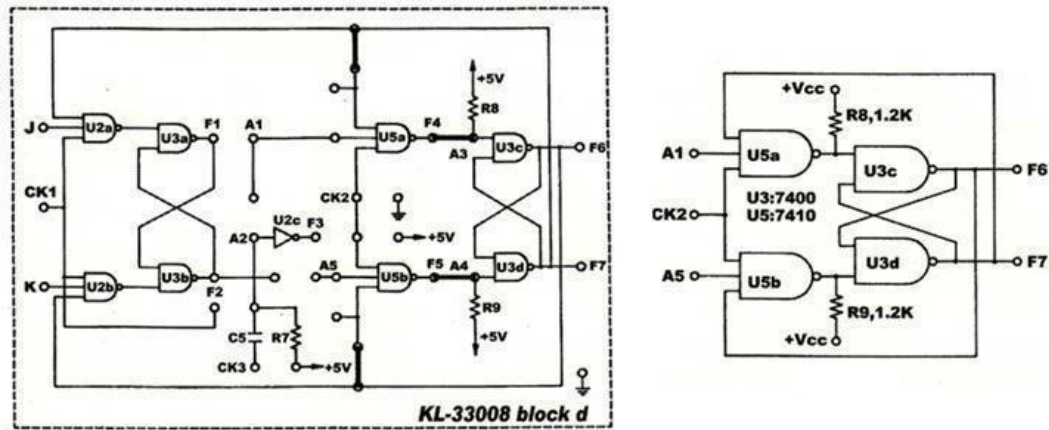 J
CK1
K
U2a
U2b
U3a
U3b
F1
F2
A1
A2
U2c
F3
C5
R7
CK3
+5V
A5
CK2
+5V
U5a
U5b
F4
F5
A3
A4
+5V
R8
R9
+5V
U3c
U3d
F6
F7
KL-33008 block d
+Vcc
R8,1.2K
A1
U5a
U3c
F6
CK2
U3:7400
U5:7410
A5
U5b
U3d
F7
R9,1.2K
+Vcc